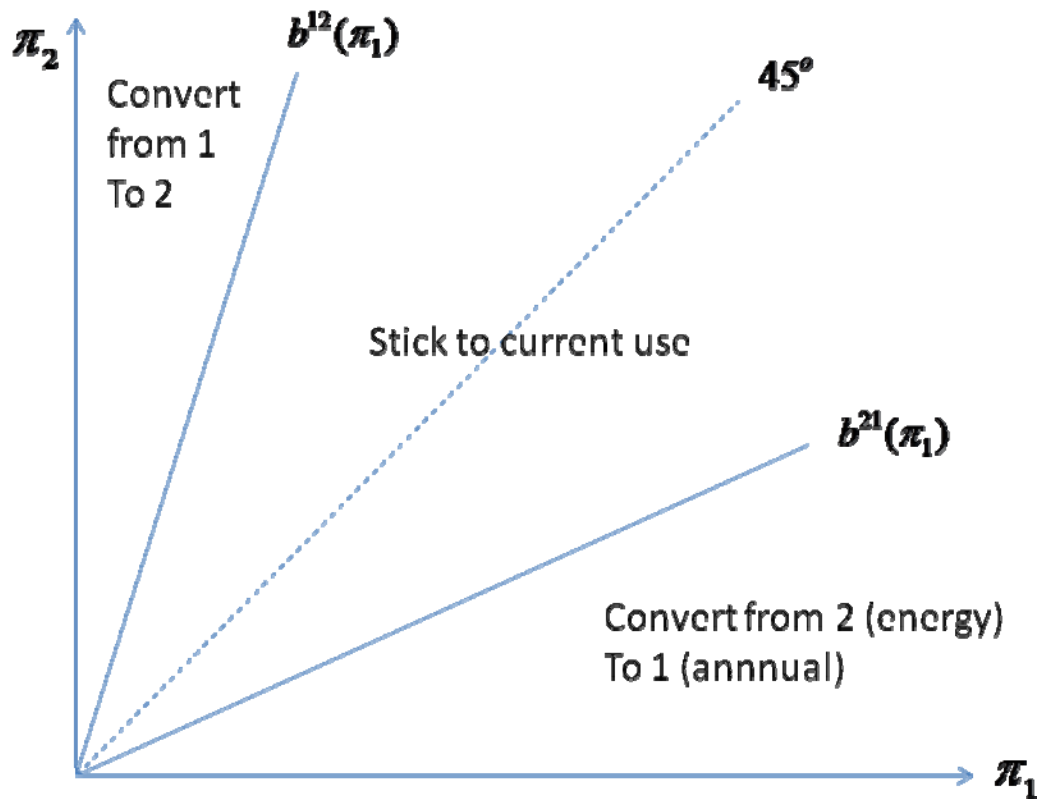 π₂
b¹²(π₁)
45º
Convert
from 1
To 2
Stick to current use
b²¹(π₁)
Convert from 2 (energy)
To 1 (annnual)
π₁